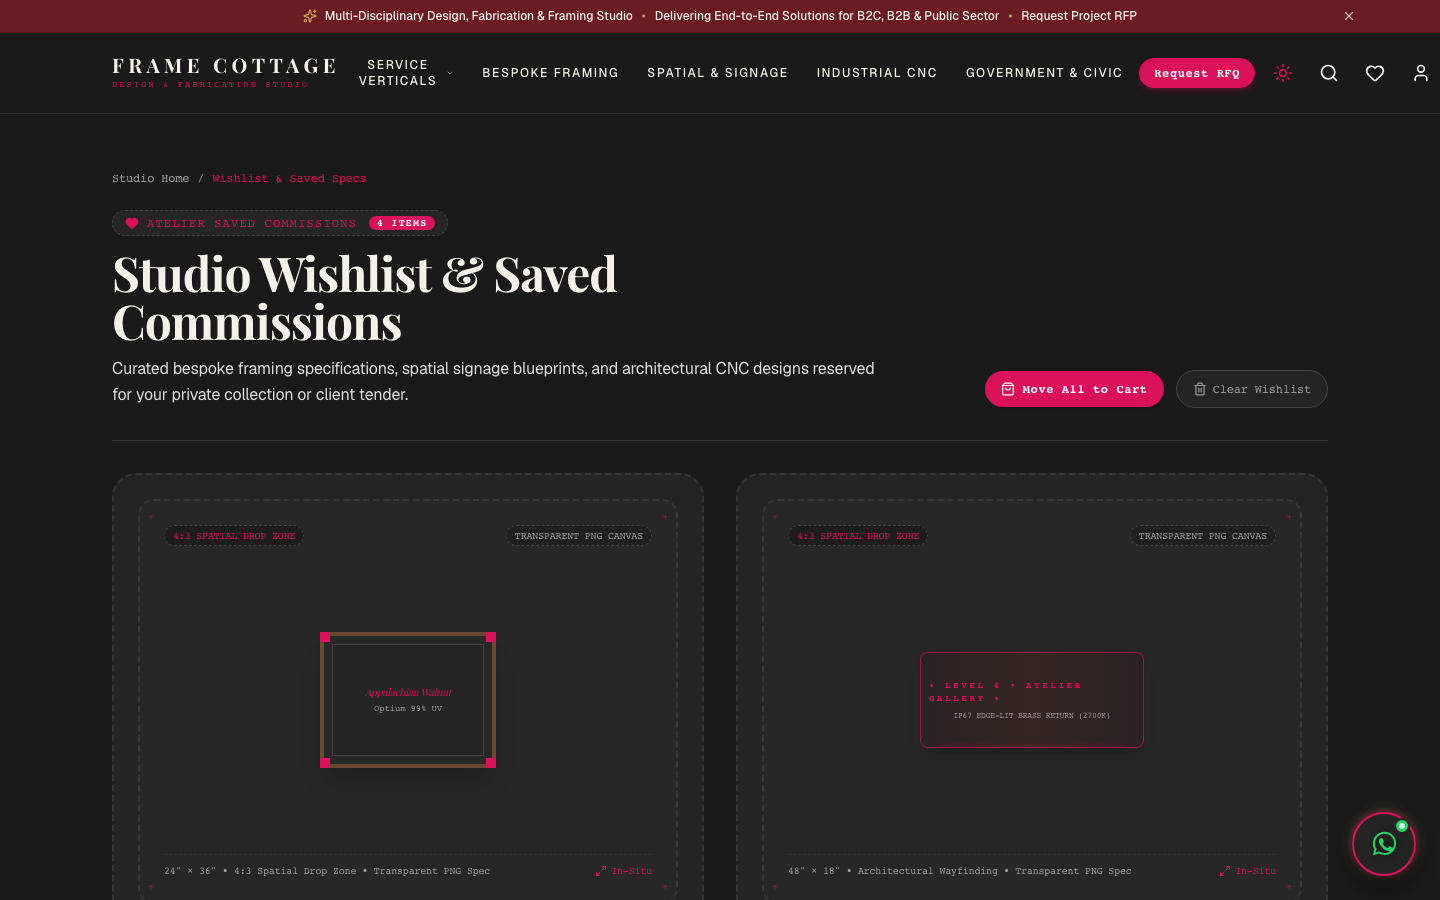 Multi-Disciplinary Design, Fabrication & Framing Studio • Delivering End-to-End Solutions for B2C, B2B & Public Sector • Request Project RFP
FRAME COTTAGE
DESIGN & FABRICATION STUDIO
SERVICE VERTICALS
BESPOKE FRAMING
SPATIAL & SIGNAGE
INDUSTRIAL CNC
GOVERNMENT & CIVIC
Request RFQ
Studio Home / Wishlist & Saved Specs
ATELIER SAVED COMMISSIONS 4 ITEMS
Studio Wishlist & Saved
Commissions
Curated bespoke framing specifications, spatial signage blueprints, and architectural CNC designs reserved
for your private collection or client tender.
Move All to Cart
Clear Wishlist
4:3 SPATIAL DROP ZONE
TRANSPARENT PNG CANVAS
Appalachian Walnut
Optium 99% UV
24" × 36" • 4:3 Spatial Drop Zone • Transparent PNG Spec
In-Situ
4:3 SPATIAL DROP ZONE
TRANSPARENT PNG CANVAS
✦ LEVEL 4 • ATELIER
GALLERY ✦
IP67 EDGE-LIT BRASS RETURN (2700K)
48" × 18" • Architectural Wayfinding • Transparent PNG Spec
In-Situ